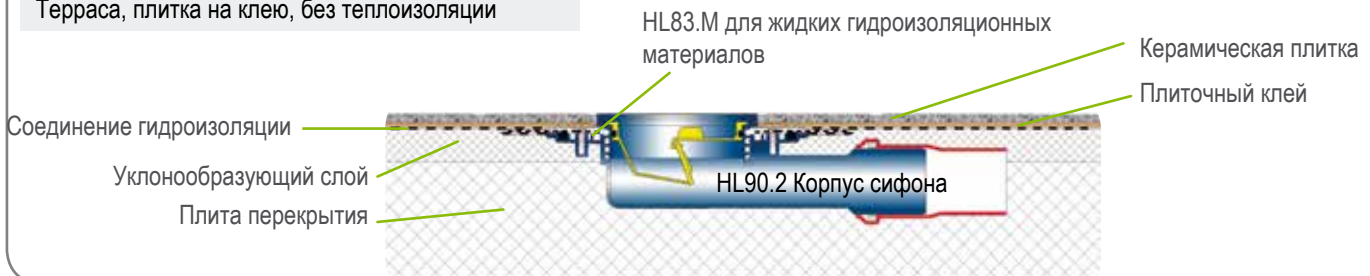 Терраса, плитка на клею, без теплоизоляции
HL83.M для жидких гидроизоляционных
материалов
Керамическая плитка
Плиточный клей
Соединение гидроизоляции
Уклонообразующий слой
HL90.2 Корпус сифона
Плита перекрытия